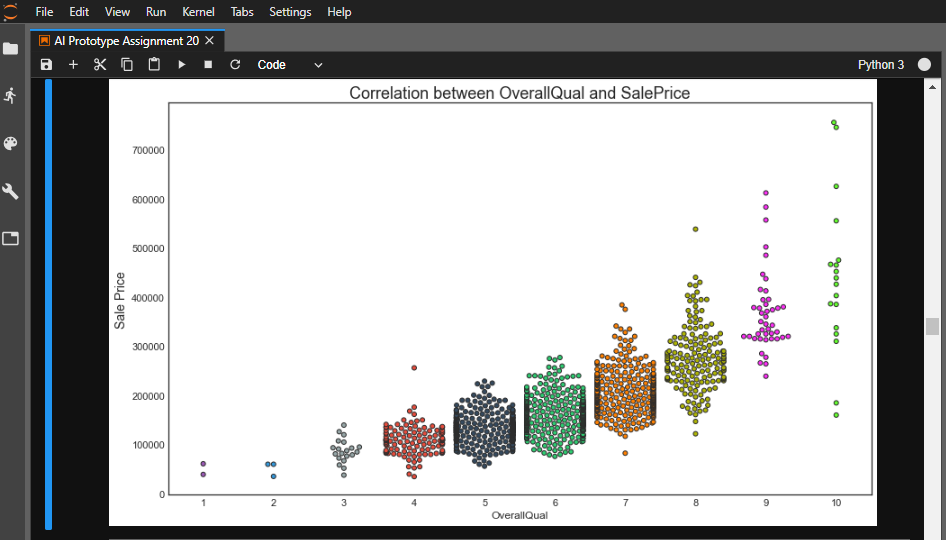 File Edit View Run Kernel Tabs Settings Help
AI Prototype Assignment 20
Code
Python 3
Correlation between OverallQual and SalePrice
Sale Price
700000
600000
500000
400000
300000
200000
100000
0
1 2 3 4 5 6 7 8 9 10
OverallQual